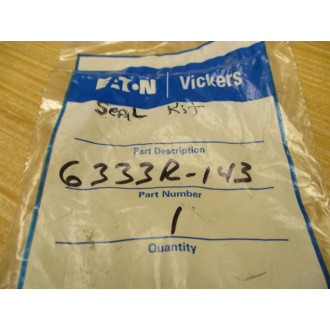 EATON Vickers
Seal Kit
Part Description
6333R-143
Part Number
1
Quantity